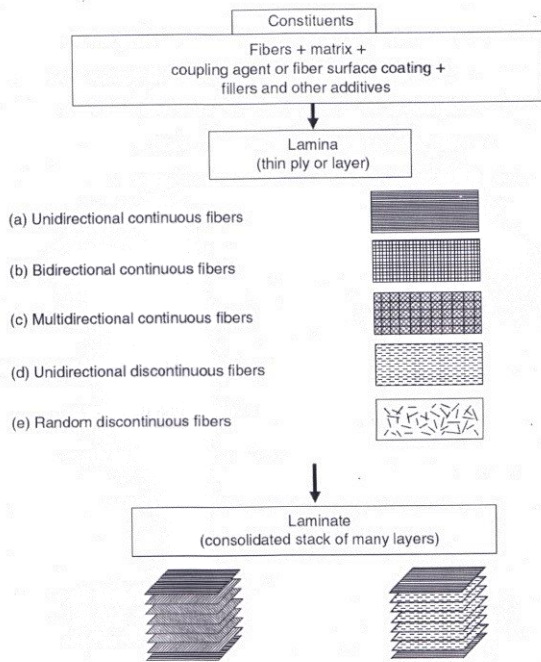 Constituents
Fibers + matrix +
coupling agent or fiber surface coating +
fillers and other additives
Lamina
(thin ply or layer)
(a) Unidirectional continuous fibers
(b) Bidirectional continuous fibers
(c) Multidirectional continuous fibers
(d) Unidirectional discontinuous fibers
(e) Random discontinuous fibers
Laminate
(consolidated stack of many layers)